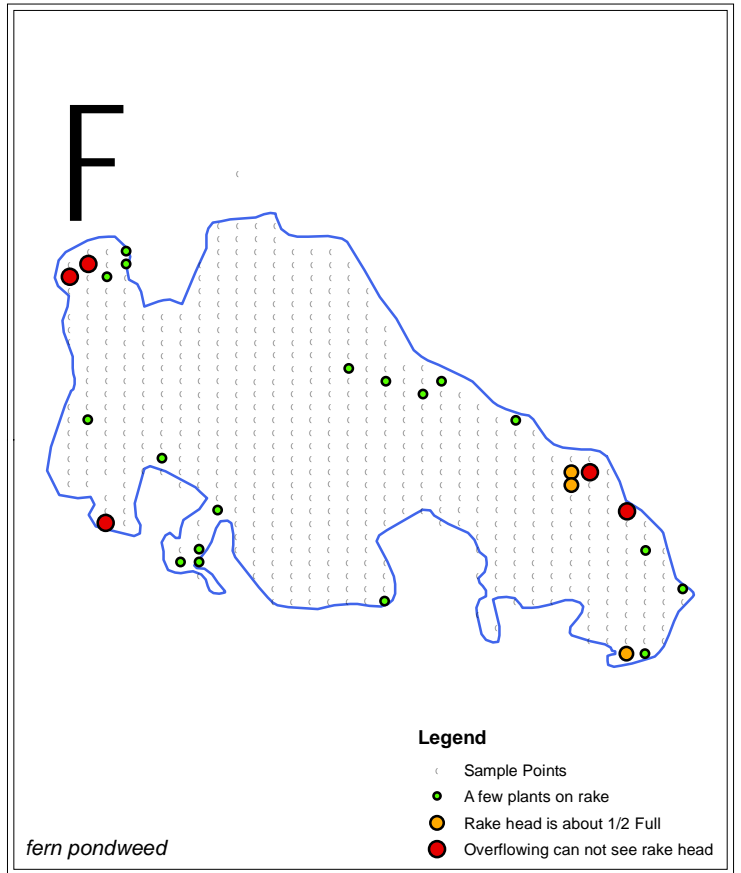 F
Legend
Sample Points
A few plants on rake
Rake head is about 1/2 Full
Overflowing can not see rake head
fern pondweed